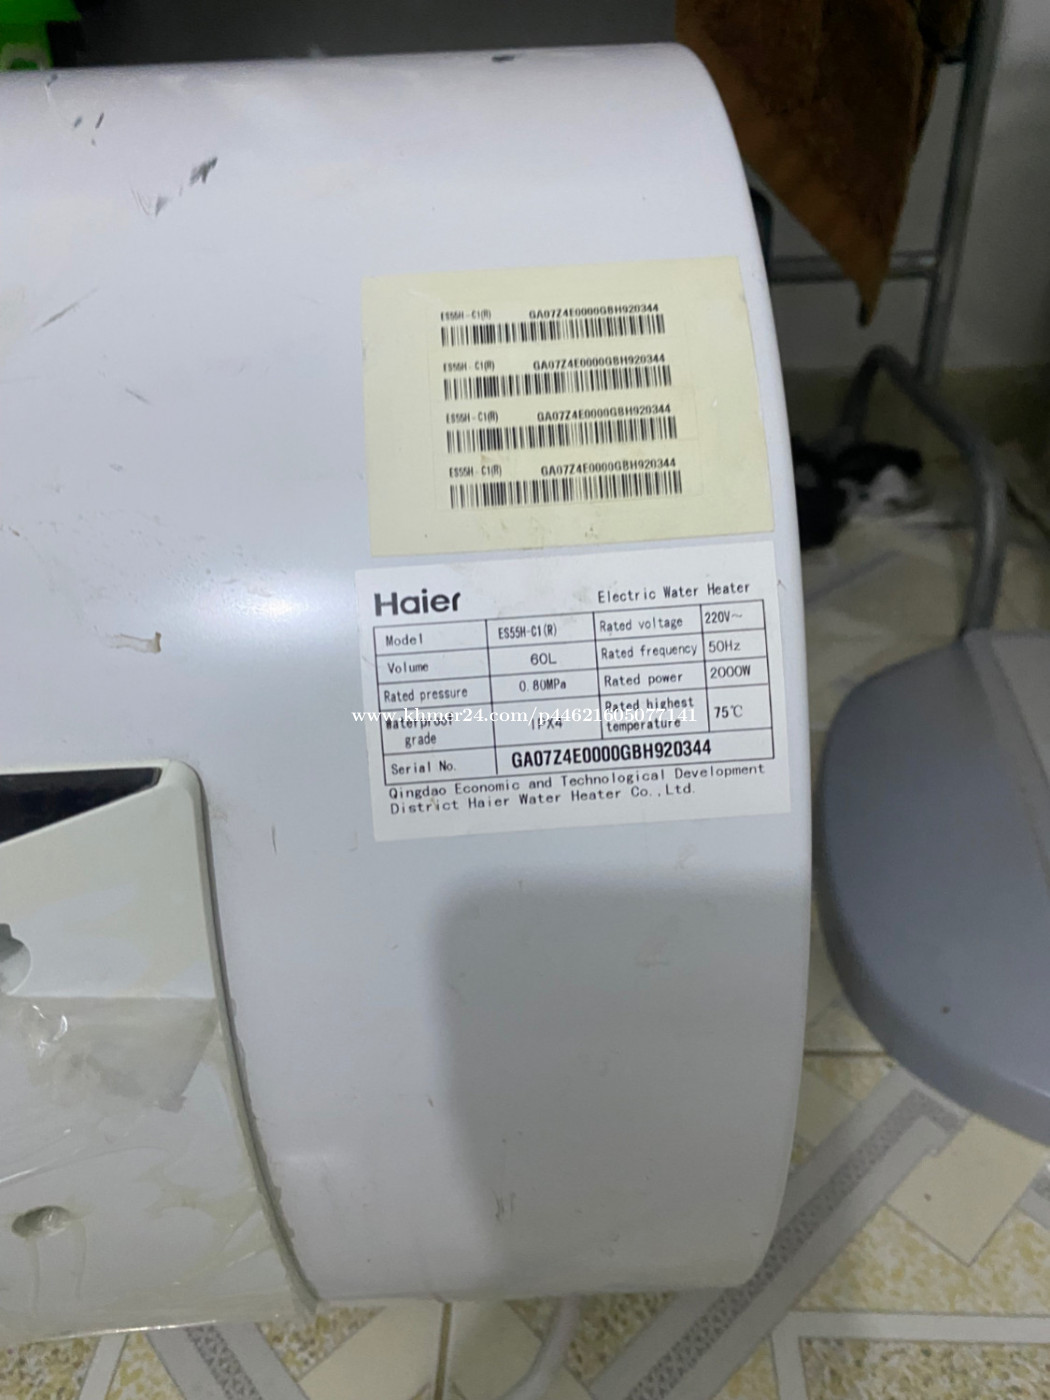 ES55H-C1(R) GA07Z4E0000GBH920344
ES55H-C1(R) GA07Z4E0000GBH920344
ES55H-C1(R) GA07Z4E0000GBH920344
ES55H-C1(R) GA07Z4E0000GBH920344
Haier Electric Water Heater
Model ES55H-C1(R) Rated voltage 220V~
Volume 60L Rated frequency 50Hz
Rated pressure 0.80MPa Rated power 2000W
Waterproof grade IPX4 Rated highest temperature 75℃
www.khmer24.com/p44621605077141
Serial No. GA07Z4E0000GBH920344
Qingdao Economic and Technological Development
District Haier Water Heater Co.,Ltd.